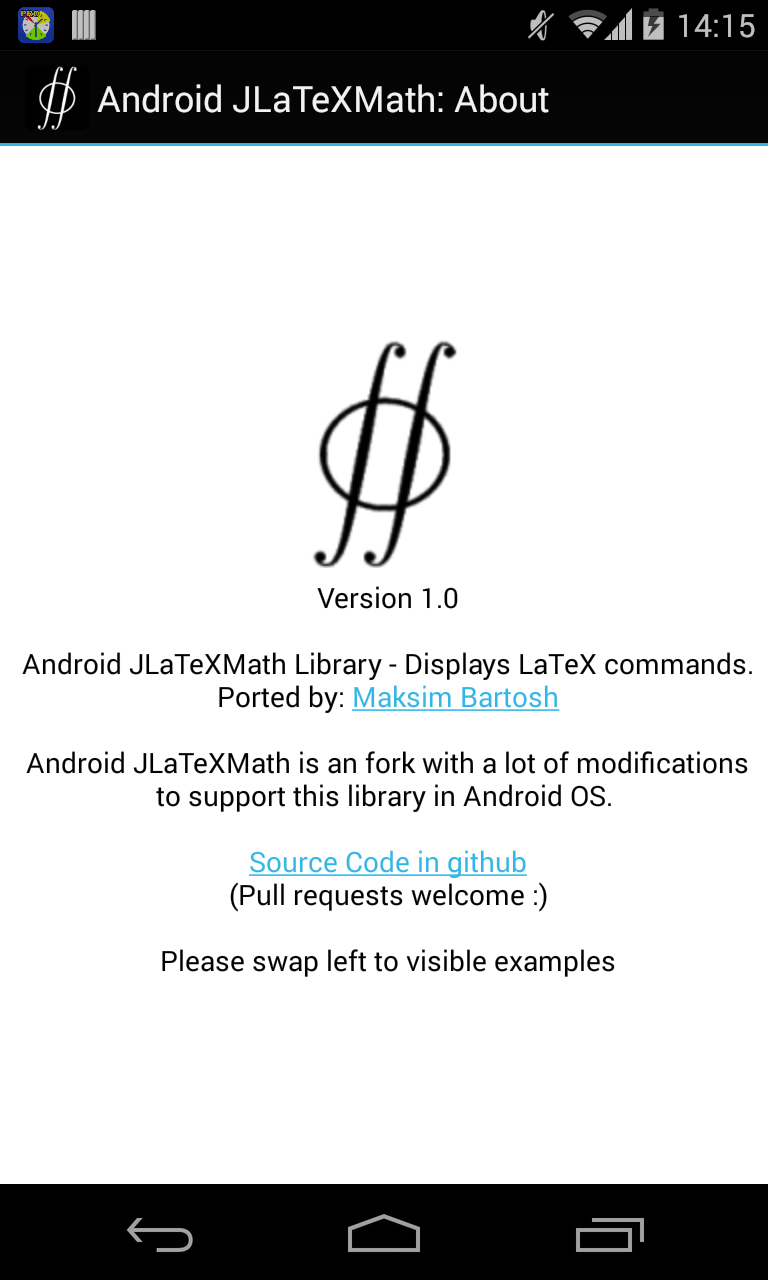 14:15
Android JLaTeXMath: About
Version 1.0
Android JLaTeXMath Library - Displays LaTeX commands.
Ported by: Maksim Bartosh
Android JLaTeXMath is an fork with a lot of modifications
to support this library in Android OS.
Source Code in github
(Pull requests welcome :)
Please swap left to visible examples